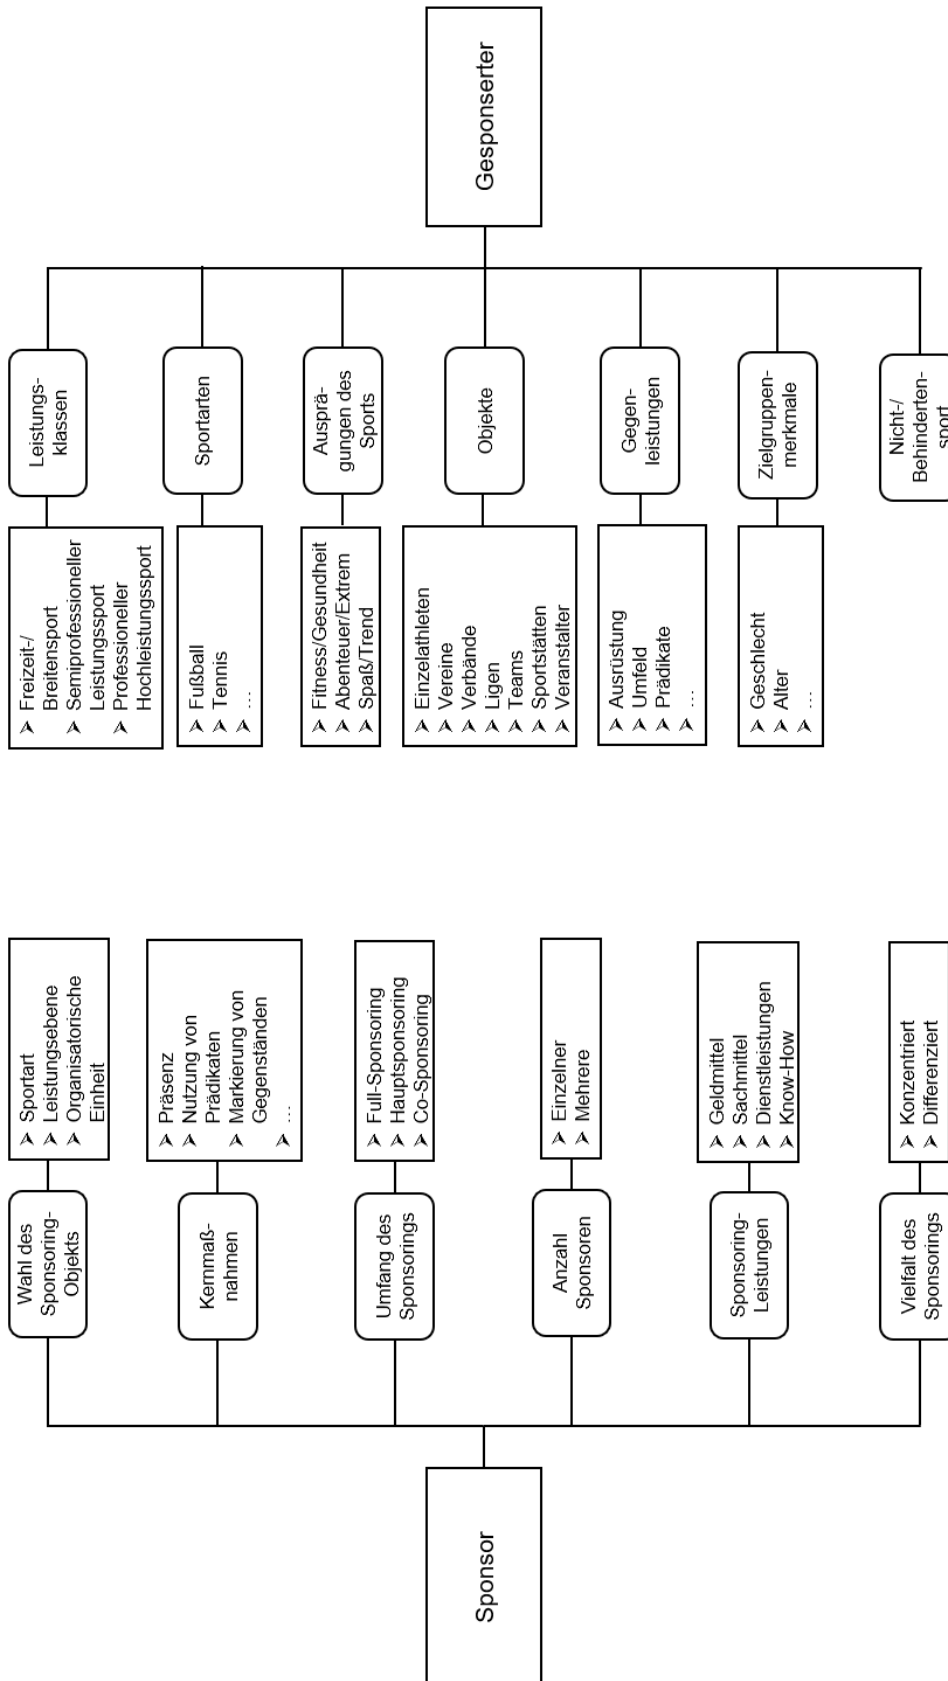 Sponsor
Wahl des
Sponsoring-
Objekts
➢ Sportart
➢ Leistungsebene
➢ Organisatorische
Einheit
Kernmaß-
nahmen
➢ Präsenz
➢ Nutzung von
Prädikaten
➢ Markierung von
Gegenständen
➢ ...
Umfang des
Sponsorings
➢ Full-Sponsoring
➢ Hauptsponsoring
➢ Co-Sponsoring
Anzahl
Sponsoren
➢ Einzelner
➢ Mehrere
Sponsoring-
Leistungen
➢ Geldmittel
➢ Sachmittel
➢ Dienstleistungen
➢ Know-How
Vielfalt des
Sponsorings
➢ Konzentriert
➢ Differenziert
Gesponserter
Leistungs-
klassen
➢ Freizeit-/
Breitensport
➢ Semiprofessioneller
Leistungssport
➢ Professioneller
Hochleistungssport
Sportarten
➢ Fußball
➢ Tennis
➢ ...
Ausprä-
gungen des
Sports
➢ Fitness/Gesundheit
➢ Abenteuer/Extrem
➢ Spaß/Trend
Objekte
➢ Einzelathleten
➢ Vereine
➢ Verbände
➢ Ligen
➢ Teams
➢ Sportstätten
➢ Veranstalter
Gegen-
leistungen
➢ Ausrüstung
➢ Umfeld
➢ Prädikate
➢ ...
Zielgruppen-
merkmale
➢ Geschlecht
➢ Alter
➢ ...
Nicht-/
Behinderten-
sport